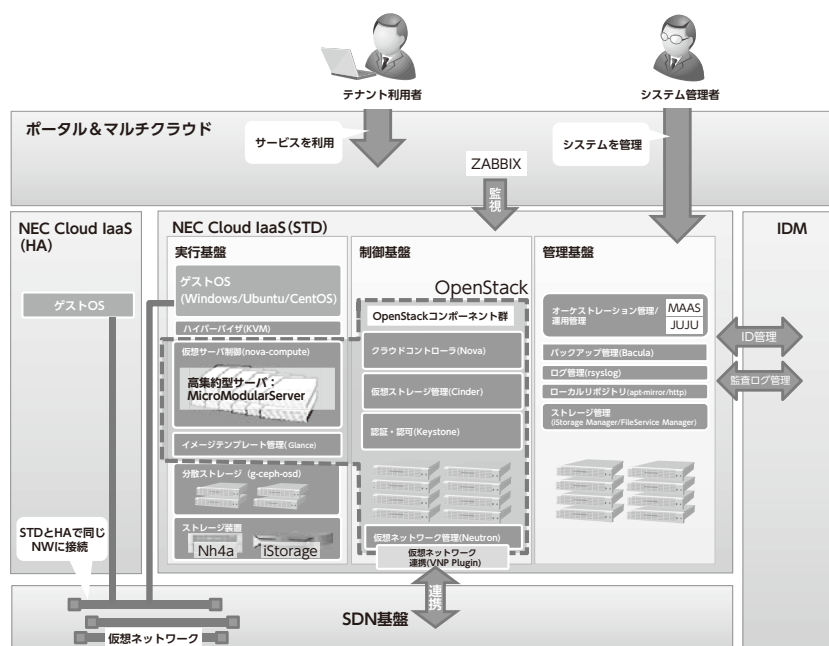 テナント利用者
システム管理者
ポータル＆マルチクラウド
サービスを利用
システムを管理
ZABBIX
監視
NEC Cloud IaaS
(HA)
ゲストOS
NEC Cloud IaaS(STD)
実行基盤
ゲストOS
(Windows/Ubuntu/CentOS)
ハイパーバイザ(KVM)
仮想サーバ制御(nova-compute)
高集約型サーバ：
MicroModularServer
イメージテンプレート管理(Glance)
分散ストレージ（g-ceph-osd)
ストレージ装置
Nh4a
iStorage
制御基盤
OpenStack
OpenStackコンポーネント群
クラウドコントローラ(Nova)
仮想ストレージ管理(Cinder)
認証・認可(Keystone)
仮想ネットワーク管理(Neutron)
仮想ネットワーク
連携(VNP Plugin)
管理基盤
オーケストレーション管理/
運用管理
MAAS
JUJU
バックアップ管理(Bacula)
ログ管理(rsyslog)
ローカルリポジトリ(apt-mirror/http)
ストレージ管理
(iStorage Manager/FileService Manager)
IDM
ID管理
監査ログ管理
STDとHAで同じ
NWに接続
連携
SDN基盤
仮想ネットワーク